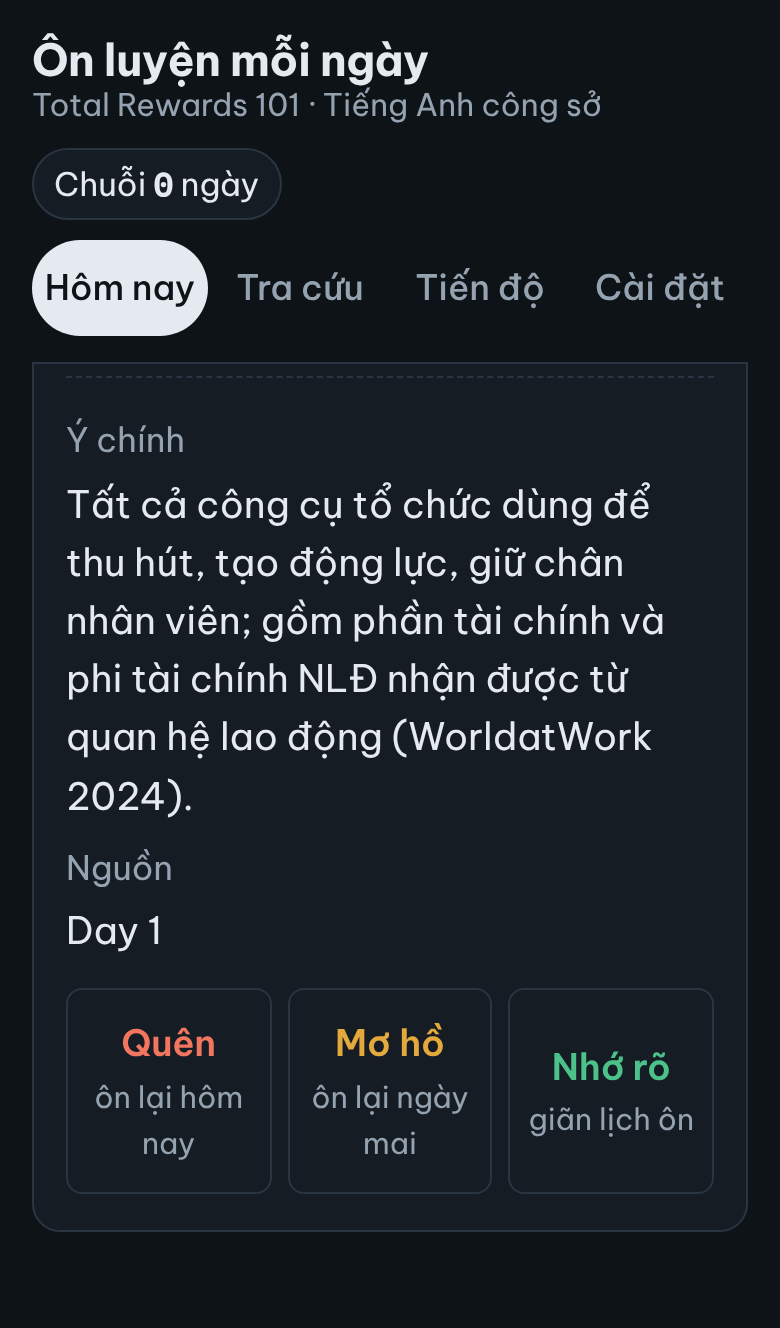 Ôn luyện mỗi ngày
Total Rewards 101 · Tiếng Anh công sở
Chuỗi 0 ngày
Hôm nay
Tra cứu
Tiến độ
Cài đặt
Ý chính
Tất cả công cụ tổ chức dùng để
thu hút, tạo động lực, giữ chân
nhân viên; gồm phần tài chính và
phi tài chính NLĐ nhận được từ
quan hệ lao động (WorldatWork
2024).
Nguồn
Day 1
Quên
ôn lại hôm
nay
Mơ hồ
ôn lại ngày
mai
Nhớ rõ
giãn lịch ôn